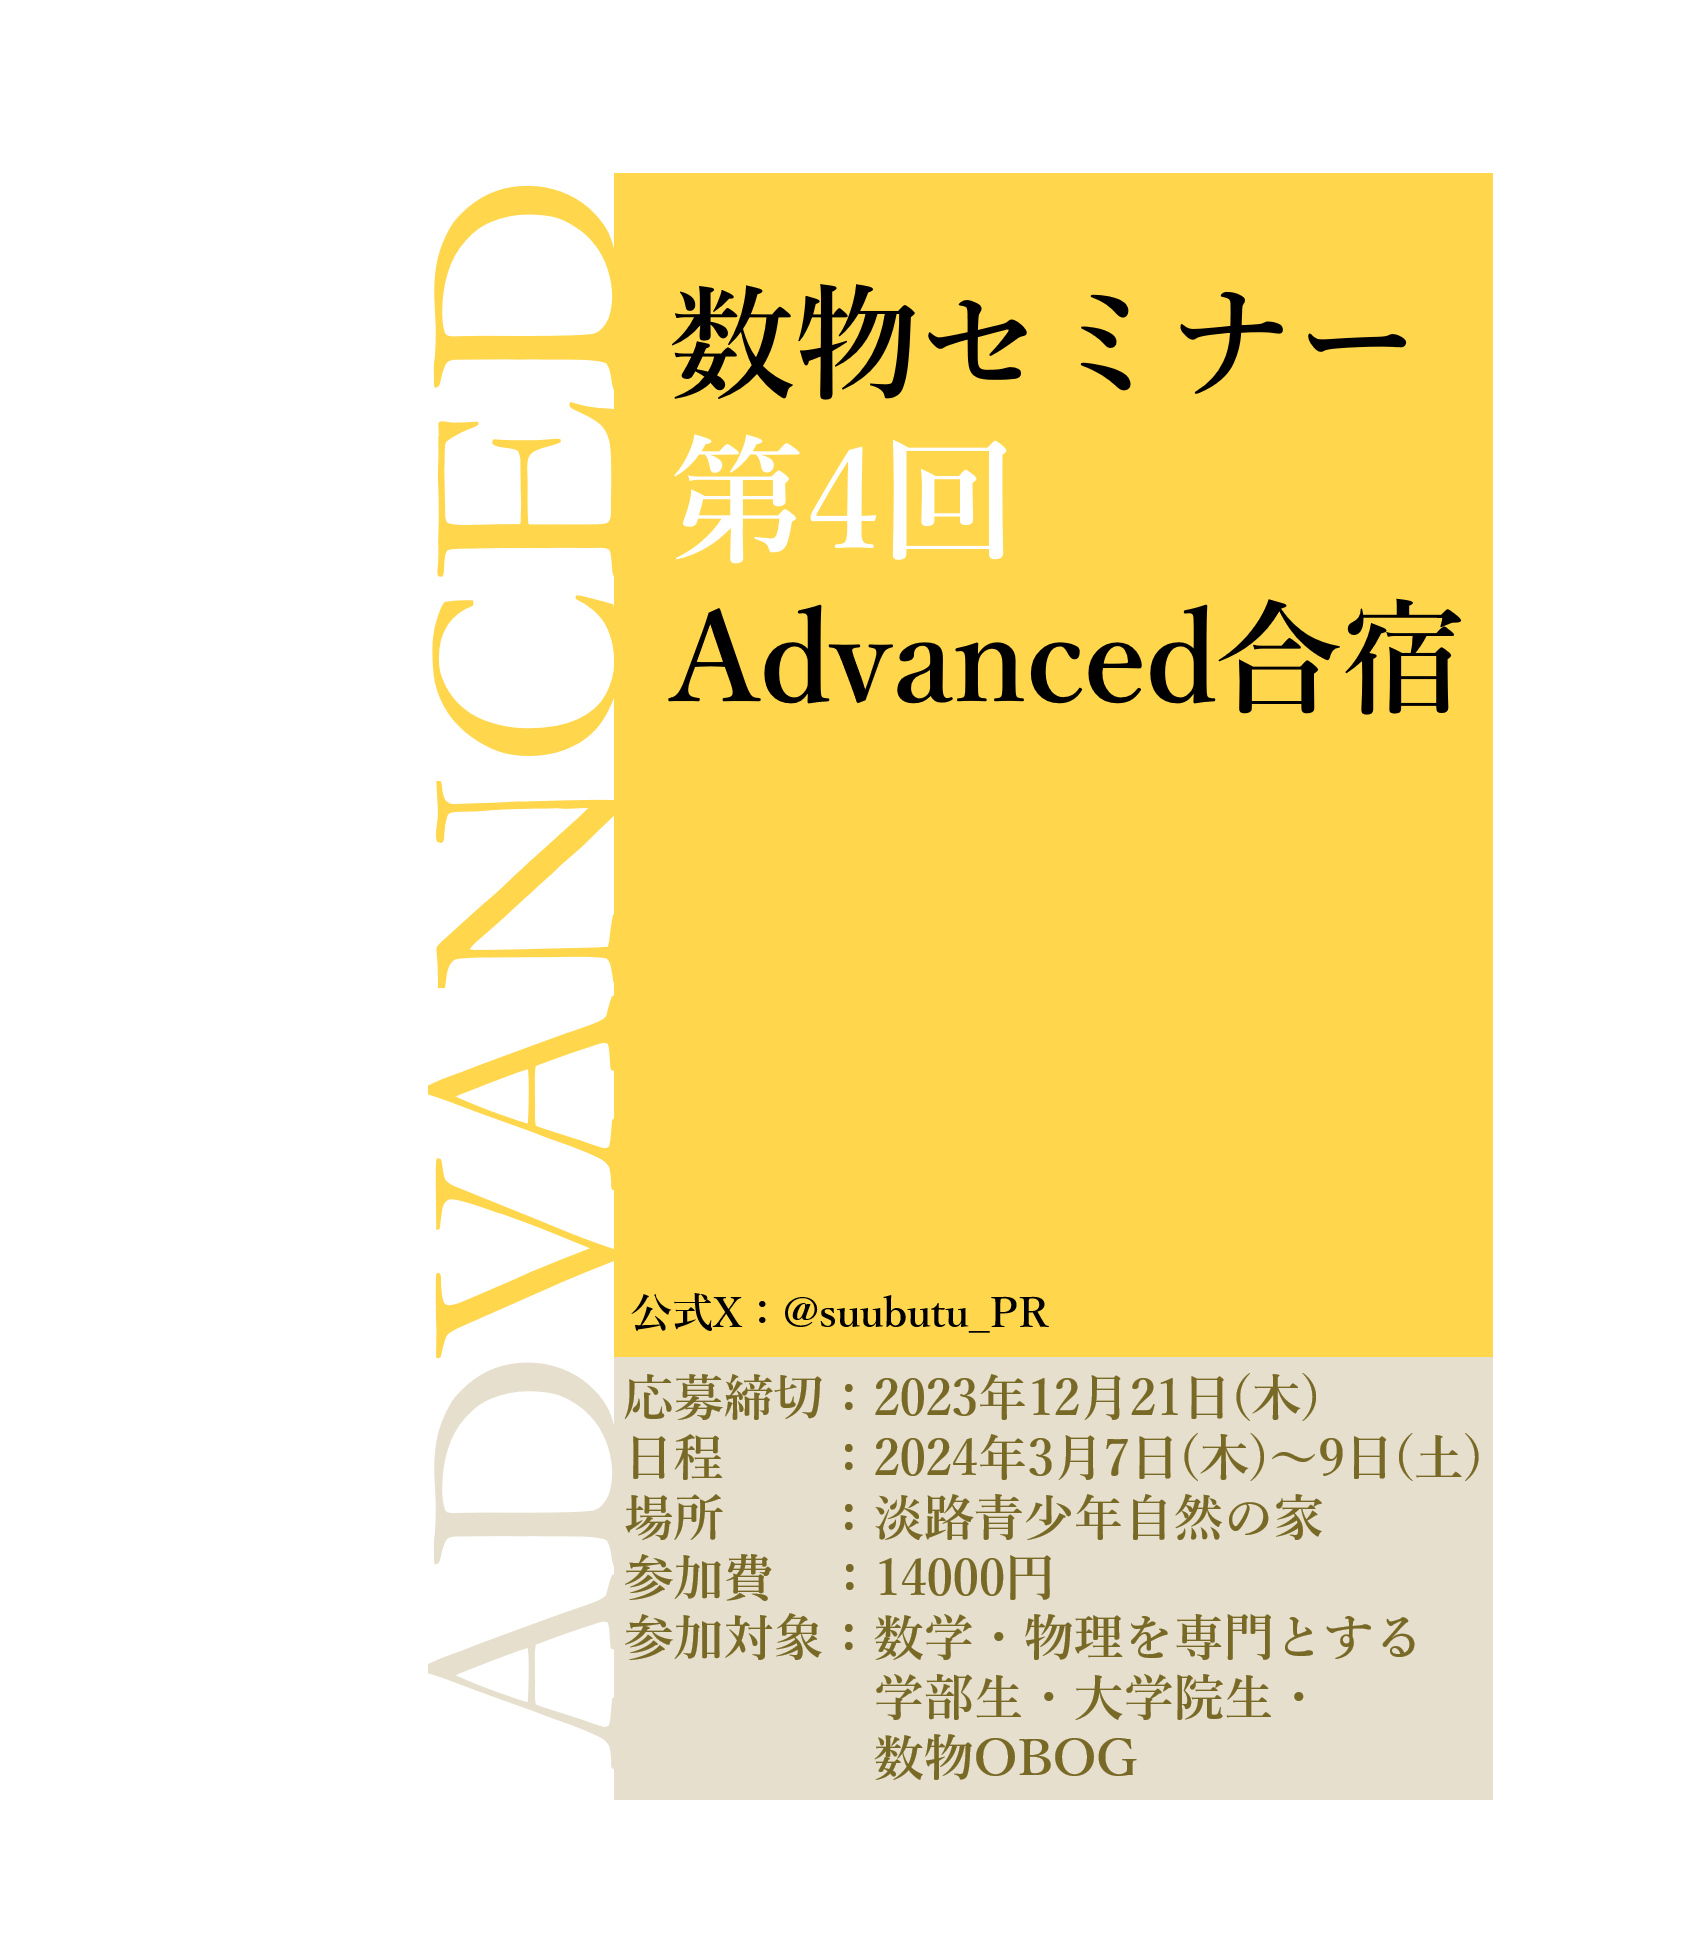 ADVANCED
数物セミナー
第4回
Advanced合宿
公式X：@suubutu_PR
応募締切：2023年12月21日(木)
日程　　：2024年3月7日(木)〜9日(土)
場所　　：淡路青少年自然の家
参加費　：14000円
参加対象：数学・物理を専門とする
学部生・大学院生・
数物OBOG